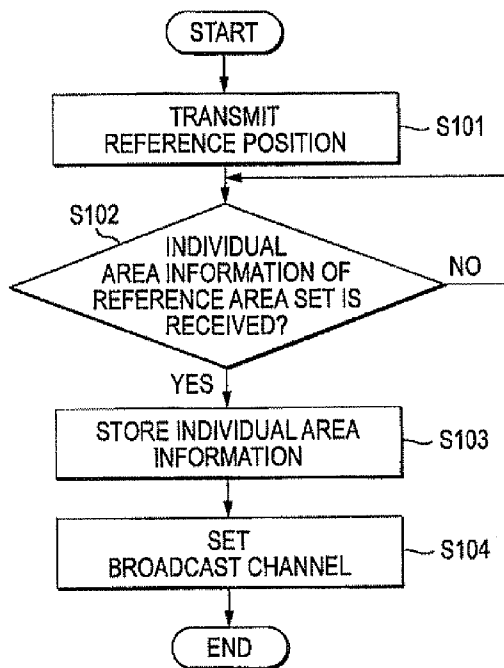 START
TRANSMIT
REFERENCE POSITION
S101
S102
INDIVIDUAL
AREA INFORMATION OF
REFERENCE AREA SET IS
RECEIVED?
NO
YES
STORE INDIVIDUAL AREA
INFORMATION
S103
SET
BROADCAST CHANNEL
S104
END